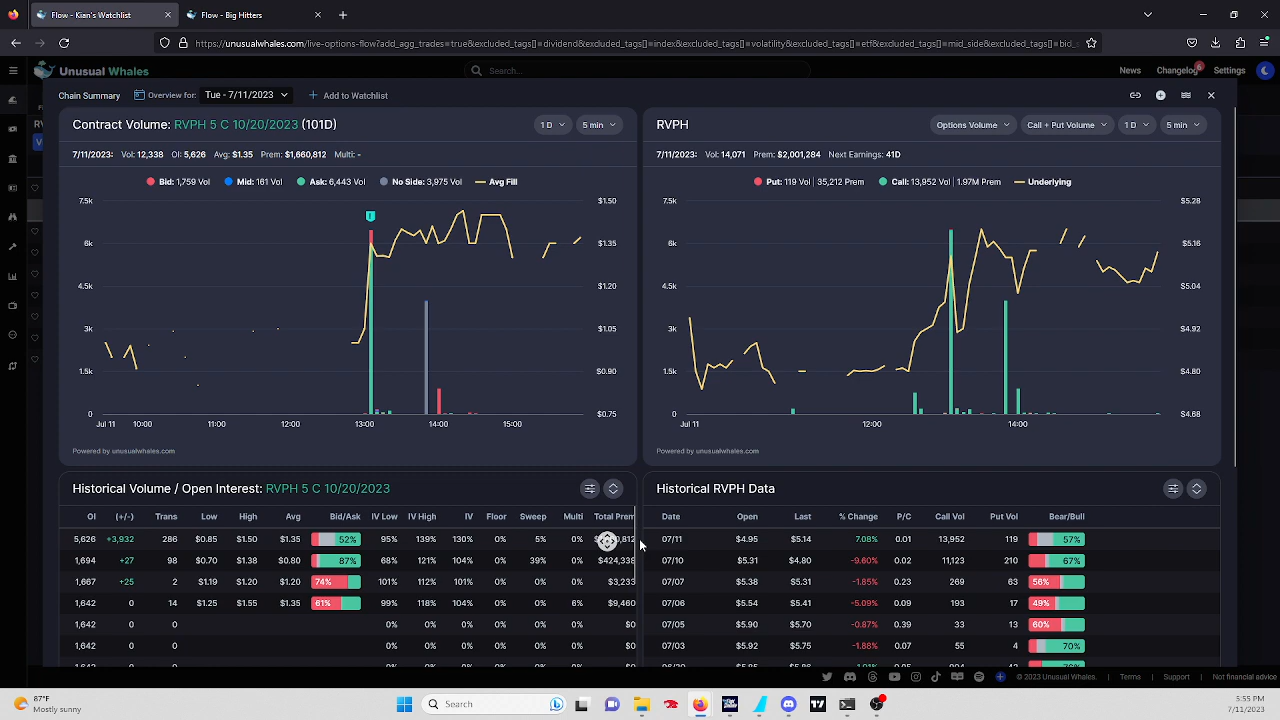 Flow - Kian's Whitepage
Flow - Big Hitters
https://unusualwhales.com/live-options-flow?add_agg_trades=true&excluded_tags[]=dividend&excluded_tags[]=index&excluded_tags[]=volatility&excluded_tags[]=etf&excluded_tags[]=mid_side&excluded_tags[]=bid_
Unusual Whales
Search...
News
Changelog
Settings
Chain Summary
Overview for:
Tue - 7/11/2023
Add to Watchlist
Contract Volume: RVPH 5 C 10/20/2023 (101D)
1 D
5 min
7/11/2023: Vol: 12,338 OI: 5,626 Avg: $1.35 Prem: $1,660,812 Multi: -
Bid: 1,759 Vol Mid: 161 Vol Ask: 6,443 Vol No Side: 3,975 Vol Avg Fill
7.5k $1.50
6k $1.35
4.5k $1.20
3k $1.05
1.5k $0.90
0 $0.75
Jul 11 10:00 11:00 12:00 13:00 14:00 15:00
Powered by unusualwhales.com
RVPH
Options Volume
Call + Put Volume
1 D
5 min
7/11/2023: Vol: 14,071 Prem: $2,001,284 Next Earnings: 41D
Put: 119 Vol | 35,212 Prem Call: 13,952 Vol | 1.97M Prem Underlying
7.5k $5.28
6k $5.16
4.5k $5.04
3k $4.92
1.5k $4.80
0 $4.68
Jul 11 12:00 14:00
Powered by unusualwhales.com
Historical Volume / Open Interest: RVPH 5 C 10/20/2023
OI (+/-) Trans Low High Avg Bid/Ask IV Low IV High IV Floor Sweep Multi Total Prem
5,626 +3,932 286 $0.85 $1.50 $1.35 52% 139% 130% 0% 5% 0%
1,694 +27 98 $0.70 $1.38 $0.90 57% 112% 106% 0% 39% 0% $424,335
1,667 +25 2 $1.19 $1.20 $1.20 74% 101% 112% 101% 0% 0% 0% $3,235
1,642 0 14 $1.25 $1.55 $1.35 61% 118% 104% 0% 0% 6% $9,460
1,642 0 0 0% 0% 0% 0% 0% 0% $0
1,642 0 0 0% 0% 0% 0% 0% 0% $0
Historical RVPH Data
Date Open Last % Change P/C Call Vol Put Vol Bear/Bull
07/11 $4.95 $5.14 7.08% 0.01 13,952 119 57%
07/10 $5.31 $4.80 -9.60% 0.02 11,123 210 67%
07/07 $5.38 $5.31 -1.85% 0.23 269 63 56%
07/06 $5.54 $5.41 -5.09% 0.09 193 17 49%
07/05 $5.90 $5.70 -0.87% 0.39 33 13 60%
07/03 $5.92 $5.75 -1.88% 0.07 55 4 70%
© 2023 Unusual Whales. Terms Support Not financial advice
87°F
Mostly sunny
Search
5:55 PM
7/11/2023